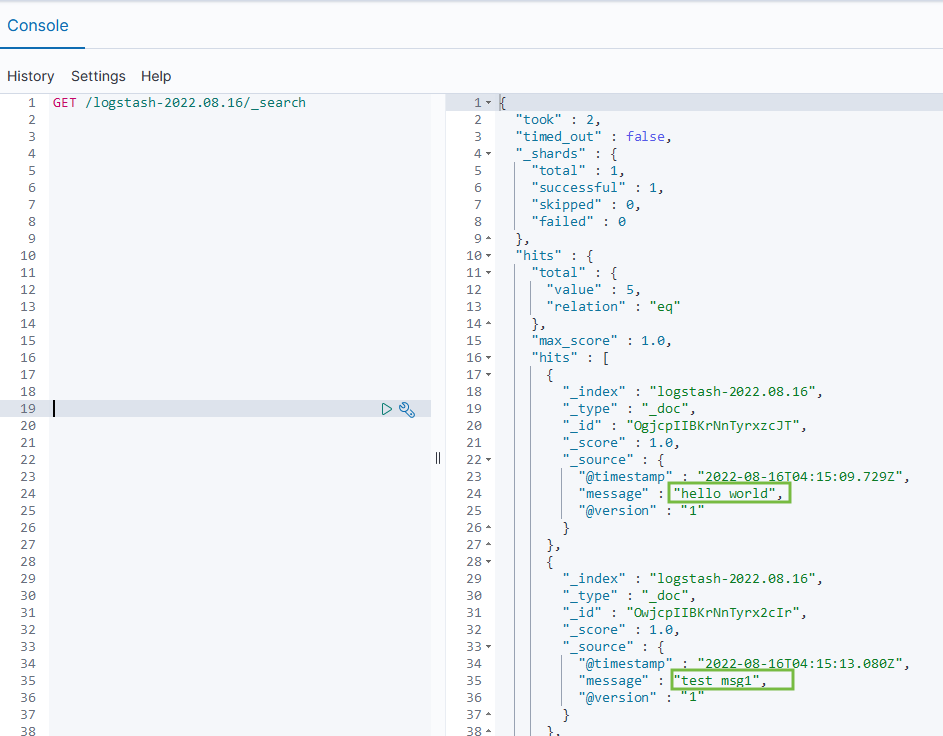 Console
History Settings Help
1 GET /logstash-2022.08.16/_search
2
3
4
5
6
7
8
9
10
11
12
13
14
15
16
17
18
19
20
21
22
23
24
25
26
27
28
29
30
31
32
33
34
35
36
37
38
1 {
2 "took" : 2,
3 "timed_out" : false,
4 "_shards" : {
5 "total" : 1,
6 "successful" : 1,
7 "skipped" : 0,
8 "failed" : 0
9 },
10 "hits" : {
11 "total" : {
12 "value" : 5,
13 "relation" : "eq"
14 },
15 "max_score" : 1.0,
16 "hits" : [
17 {
18 "_index" : "logstash-2022.08.16",
19 "_type" : "_doc",
20 "_id" : "OgjcpIIBKrNnTyrxzcJT",
21 "_score" : 1.0,
22 "_source" : {
23 "@timestamp" : "2022-08-16T04:15:09.729Z",
24 "message" : "hello world",
25 "@version" : "1"
26 }
27 },
28 {
29 "_index" : "logstash-2022.08.16",
30 "_type" : "_doc",
31 "_id" : "OwjcpIIBKrNnTyrx2cIr",
32 "_score" : 1.0,
33 "_source" : {
34 "@timestamp" : "2022-08-16T04:15:13.080Z",
35 "message" : "test msg1",
36 "@version" : "1"
37 }
38 },